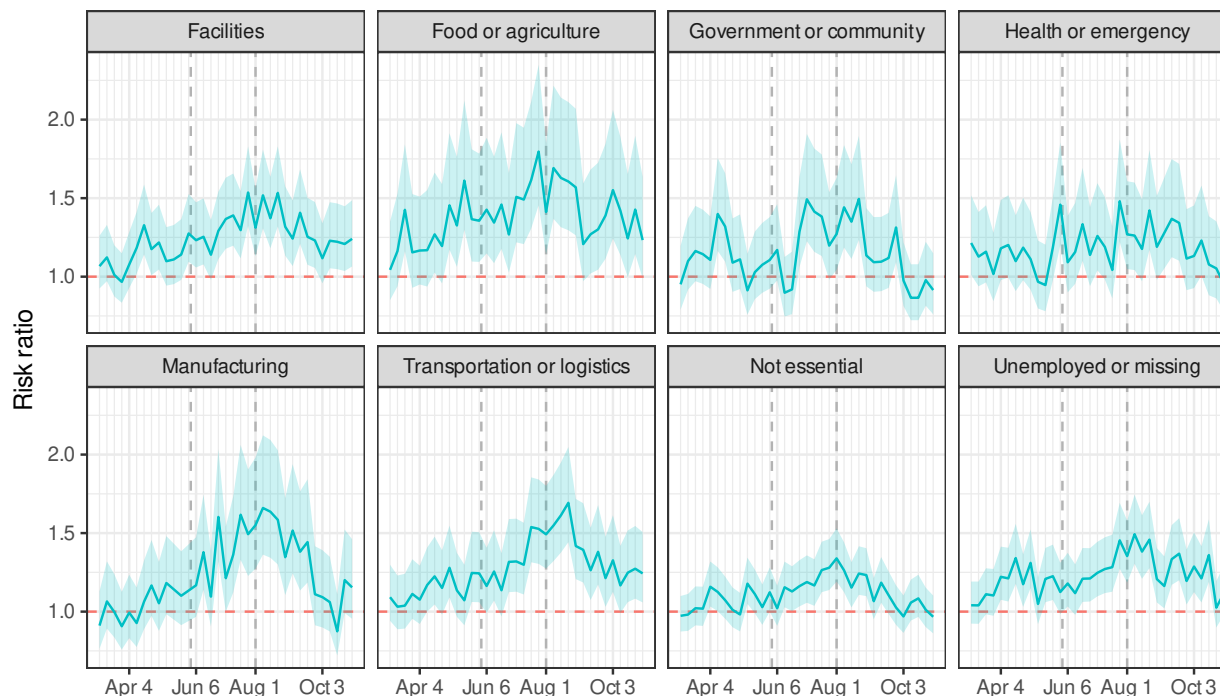 Facilities
Food or agriculture
Government or community
Health or emergency
2.0
1.5
1.0
Manufacturing
Transportation or logistics
Not essential
Unemployed or missing
2.0
1.5
1.0
Risk ratio
Apr 4 Jun 6 Aug 1 Oct 3
Apr 4 Jun 6 Aug 1 Oct 3
Apr 4 Jun 6 Aug 1 Oct 3
Apr 4 Jun 6 Aug 1 Oct 3